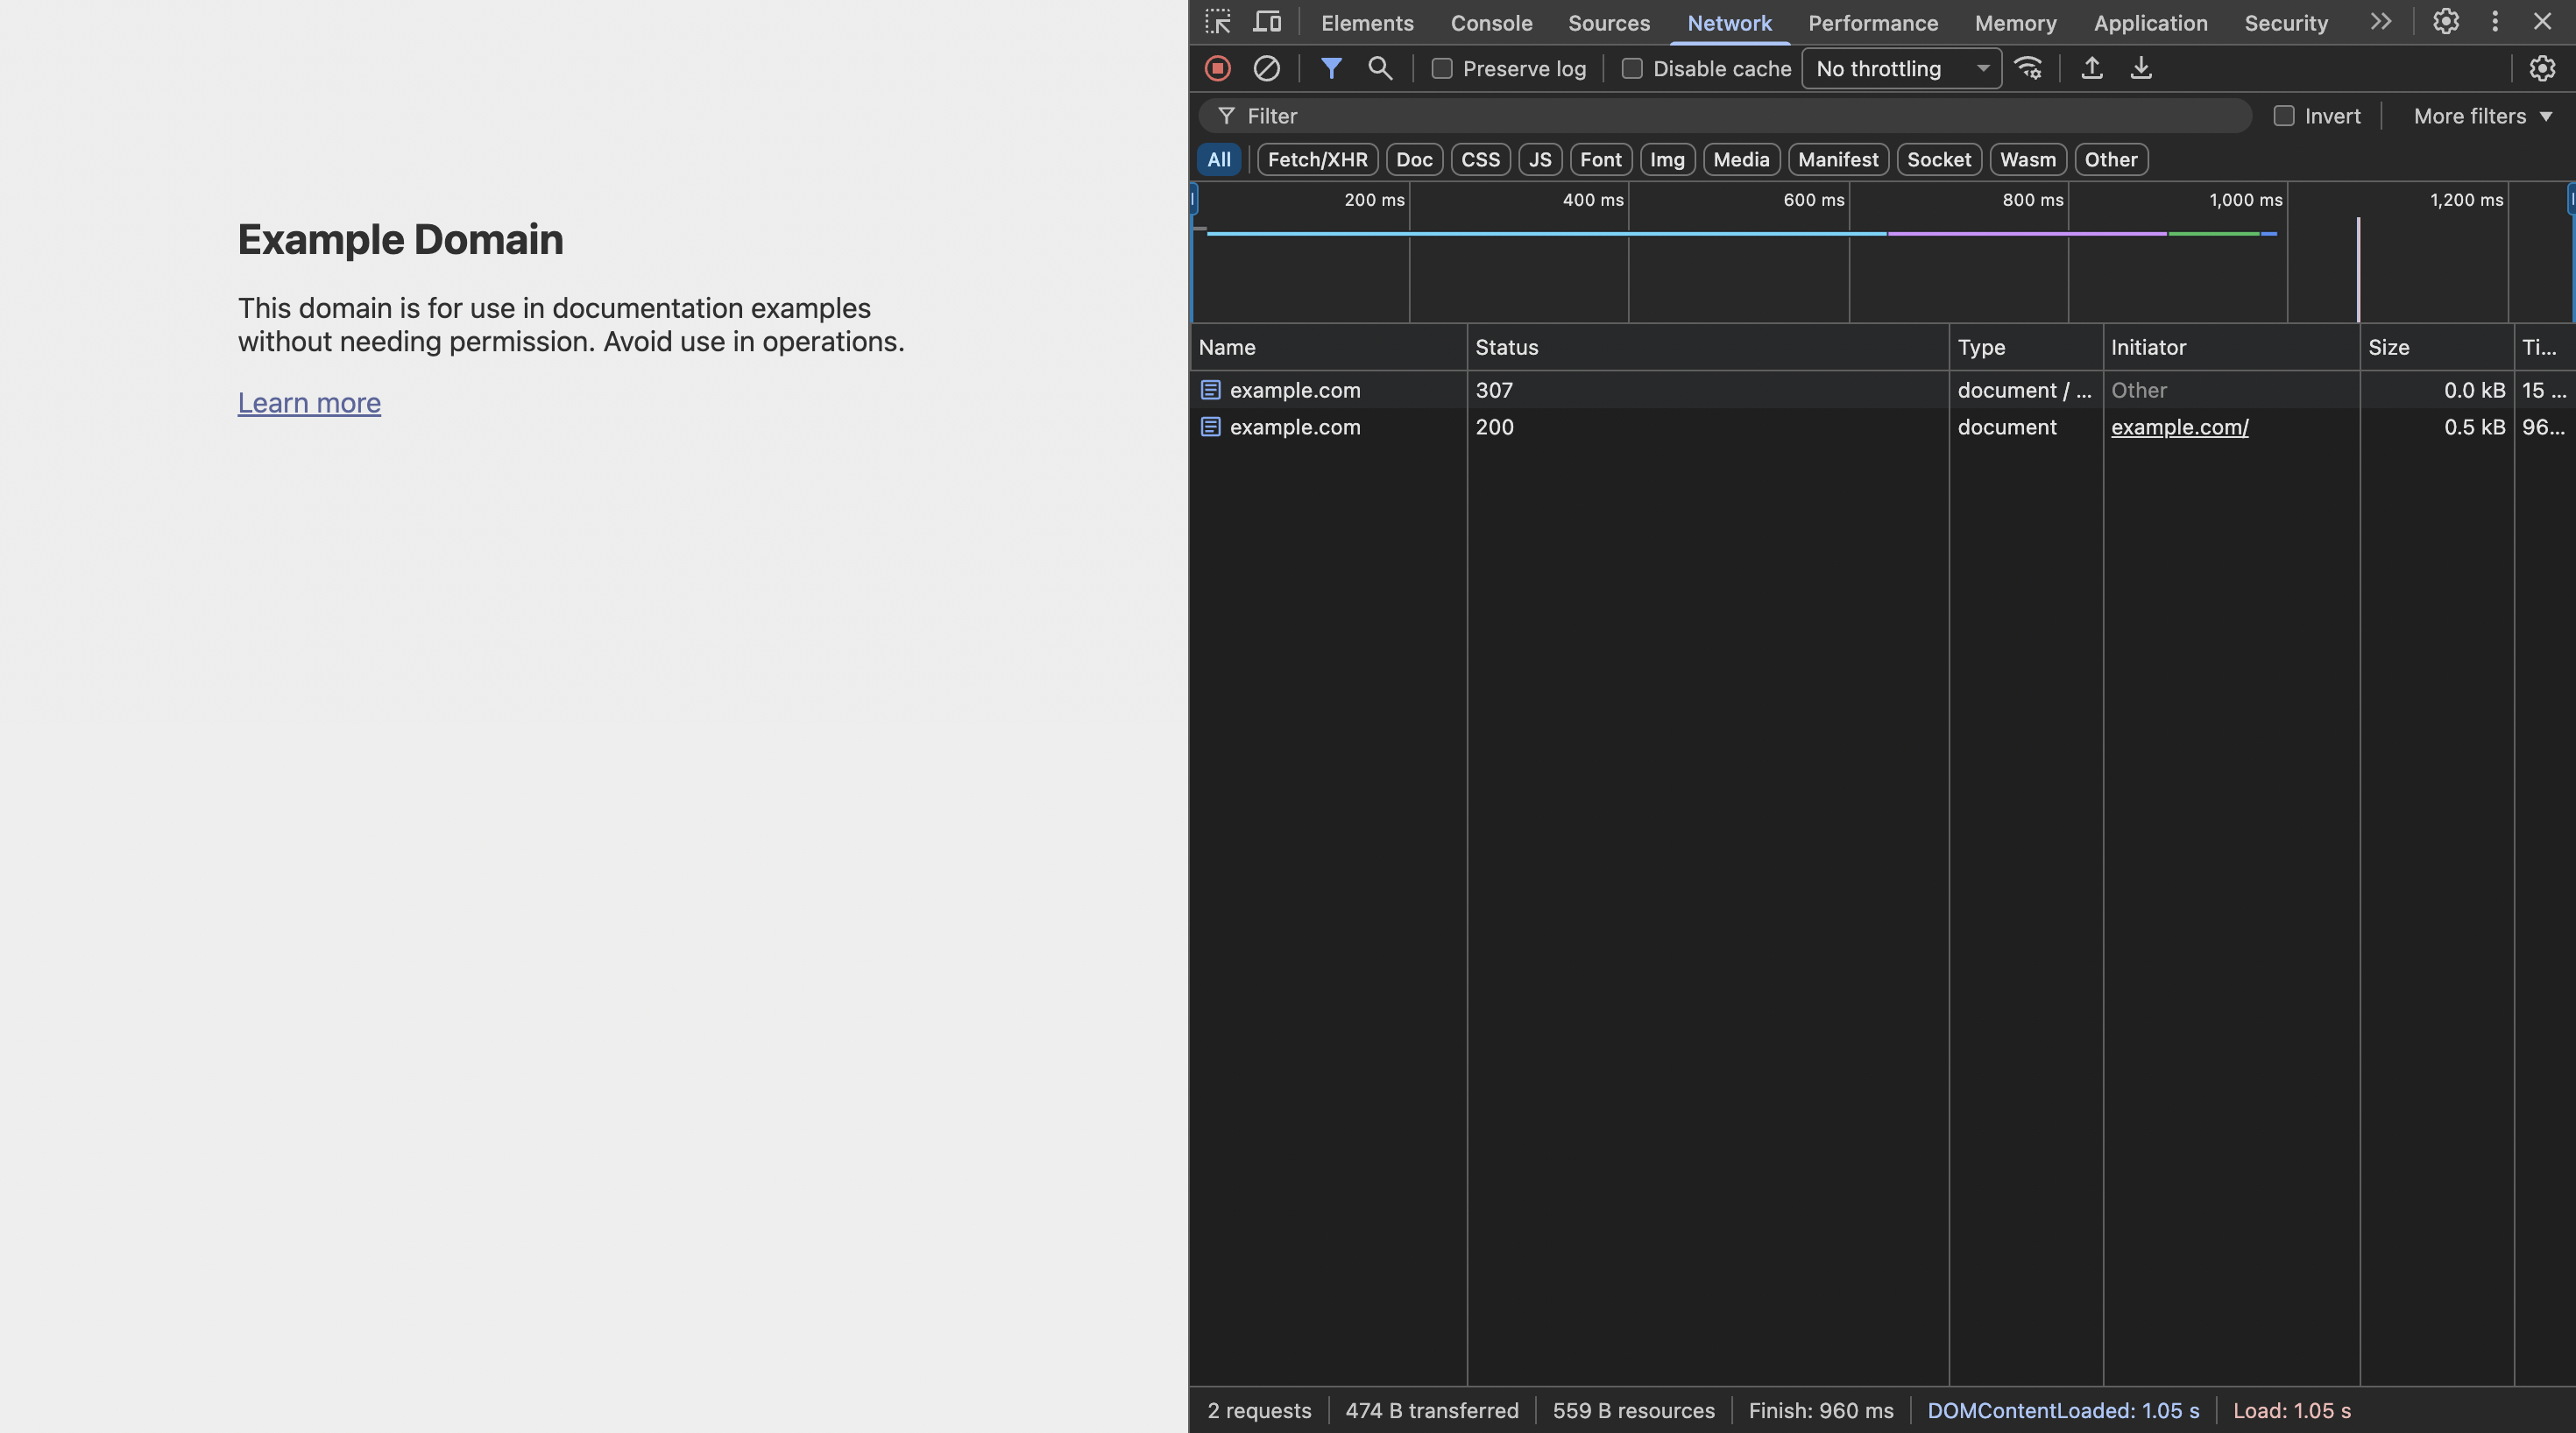 Example Domain
This domain is for use in documentation examples
without needing permission. Avoid use in operations.
Learn more
Elements Console Sources Network Performance Memory Application Security
Preserve log Disable cache No throttling
Filter Invert More filters
All Fetch/XHR Doc CSS JS Font Img Media Manifest Socket Wasm Other
200 ms 400 ms 600 ms 800 ms 1,000 ms 1,200 ms
Name Status Type Initiator Size Ti...
example.com 307 document / ... Other 0.0 kB 15 ...
example.com 200 document example.com/ 0.5 kB 96...
2 requests 474 B transferred 559 B resources Finish: 960 ms DOMContentLoaded: 1.05 s Load: 1.05 s